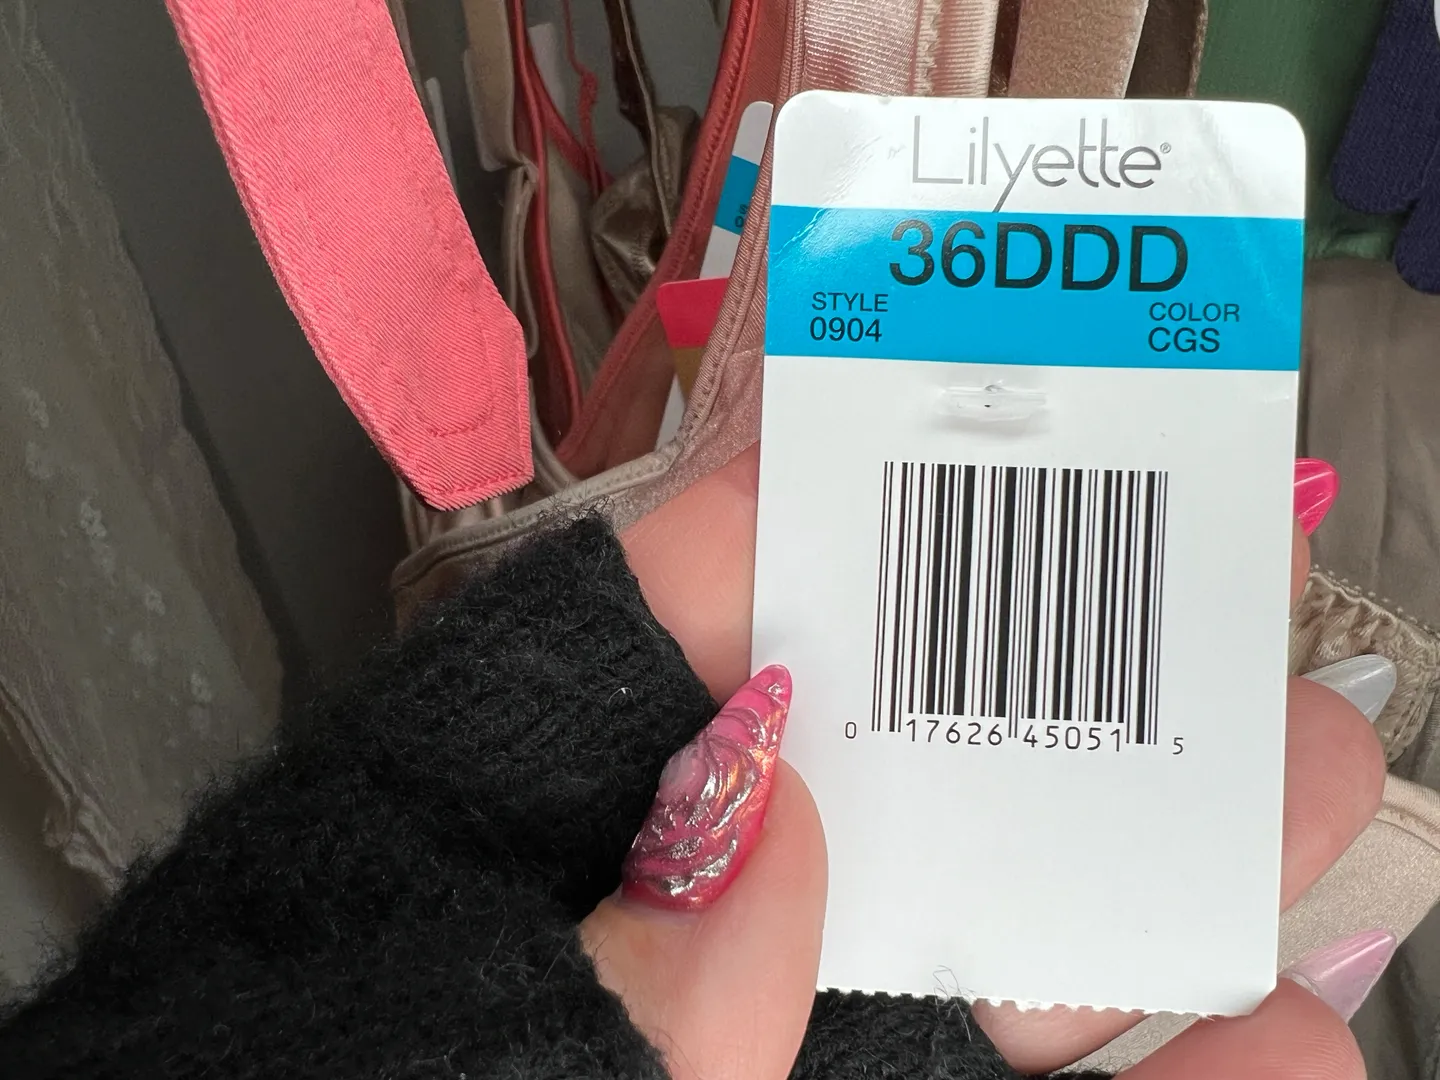 Lilyette®
36DDD
STYLE COLOR
0904 CGS
0 17626 45051 5